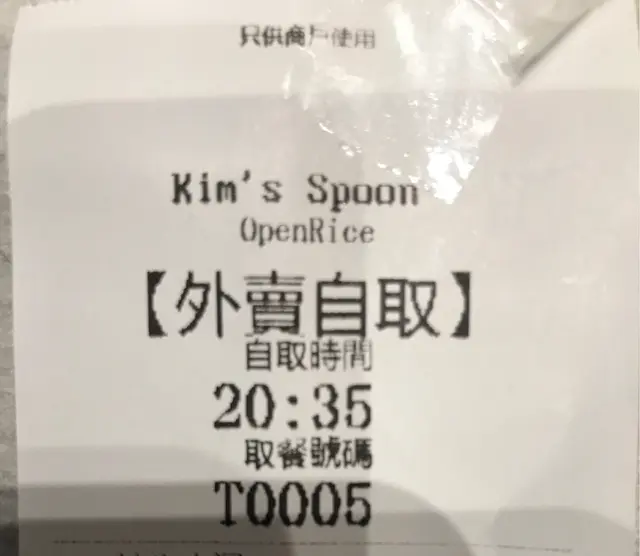 只供商戶使用
Kim's Spoon
OpenRice
【外賣自取】
自取時間
20:35
取餐號碼
T0005